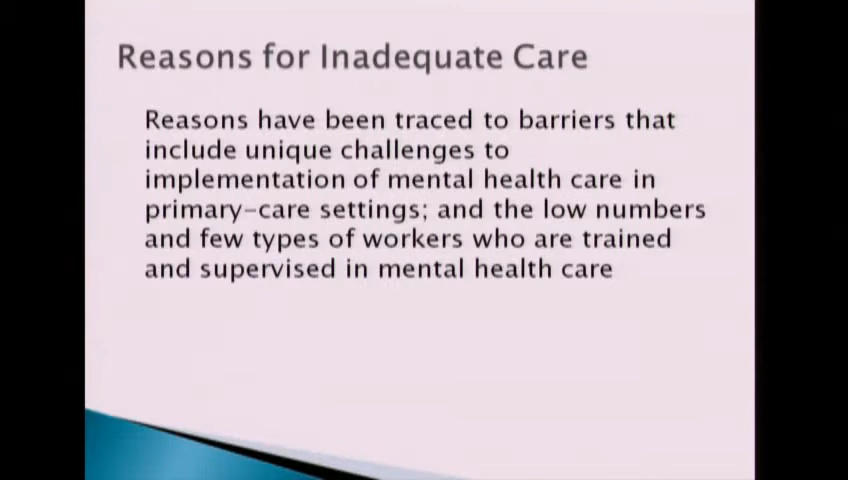 Reasons for Inadequate Care
Reasons have been traced to barriers that
include unique challenges to
implementation of mental health care in
primary-care settings; and the low numbers
and few types of workers who are trained
and supervised in mental health care